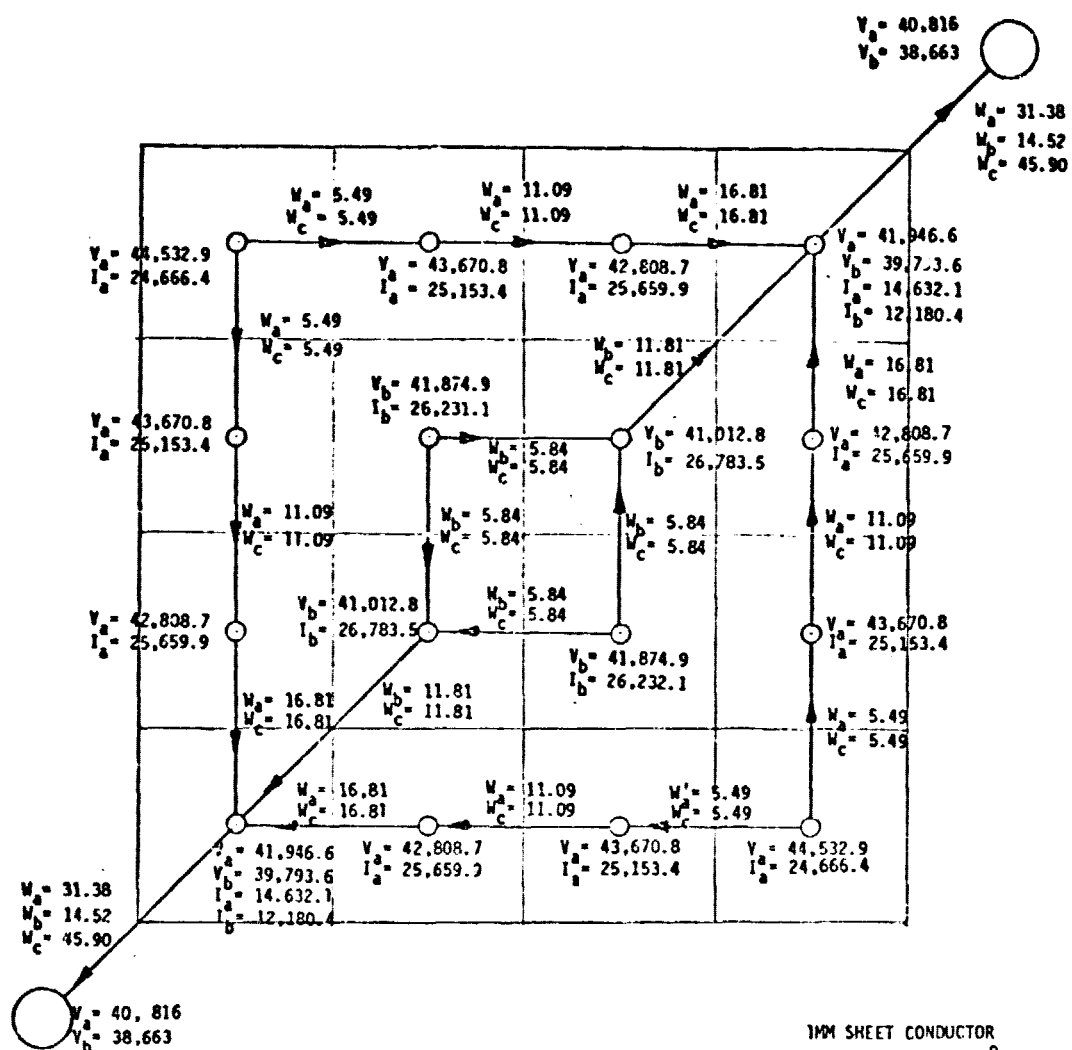 Va= 40,816
Vb= 38,663
Wa= 31.38
Wb= 14.52
Wc= 45.90
Wa= 5.49
Wc= 5.49
Wa= 11.09
Wc= 11.09
Wa= 16.81
Wc= 16.81
Va= 44,532.9
Ia= 24,666.4
Va= 43,670.8
Ia= 25,153.4
Va= 42,808.7
Ia= 25,659.9
Va= 41,946.6
Ia= 14,632.1
Ib= 12,180.4
Wa= 5.49
Wc= 5.49
Wb= 11.81
Wc= 11.81
Wa= 16.81
Wc= 16.81
Vb= 41,874.9
Ib= 26,231.1
Va= 43,670.8
Ia= 25,153.4
Wb= 5.84
Wc= 5.84
Vb= 41,012.8
Ib= 26,783.5
Va= 42,808.7
Ia= 25,659.9
Wa= 11.09
Wc= 11.09
Wb= 5.84
Wc= 5.84
Wb= 5.84
Wc= 5.84
Wa= 11.09
Wc= 11.09
Va= 42,808.7
Ia= 25,659.9
Vb= 41,012.8
Ib= 26,783.5
Wb= 5.84
Wc= 5.84
Vb= 41,874.9
Ib= 26,232.1
Va= 43,670.8
Ia= 25,153.4
Wa= 16.81
Wc= 16.81
Wb= 11.81
Wc= 11.81
Wa= 5.49
Wc= 5.49
Wa= 16.81
Wc= 16.81
Wa= 11.09
Wc= 11.09
Wa= 5.49
Wc= 5.49
Va= 41,946.6
Vb= 39,793.6
Ia= 14,632.1
Ib= 12,180.4
Va= 42,808.7
Ia= 25,659.9
Va= 43,670.8
Ia= 25,153.4
Va= 44,532.9
Ia= 24,666.4
Wa= 31.38
Wb= 14.52
Wc= 45.90
Va= 40, 816
Vb= 38,663
1MM SHEET CONDUCTOR